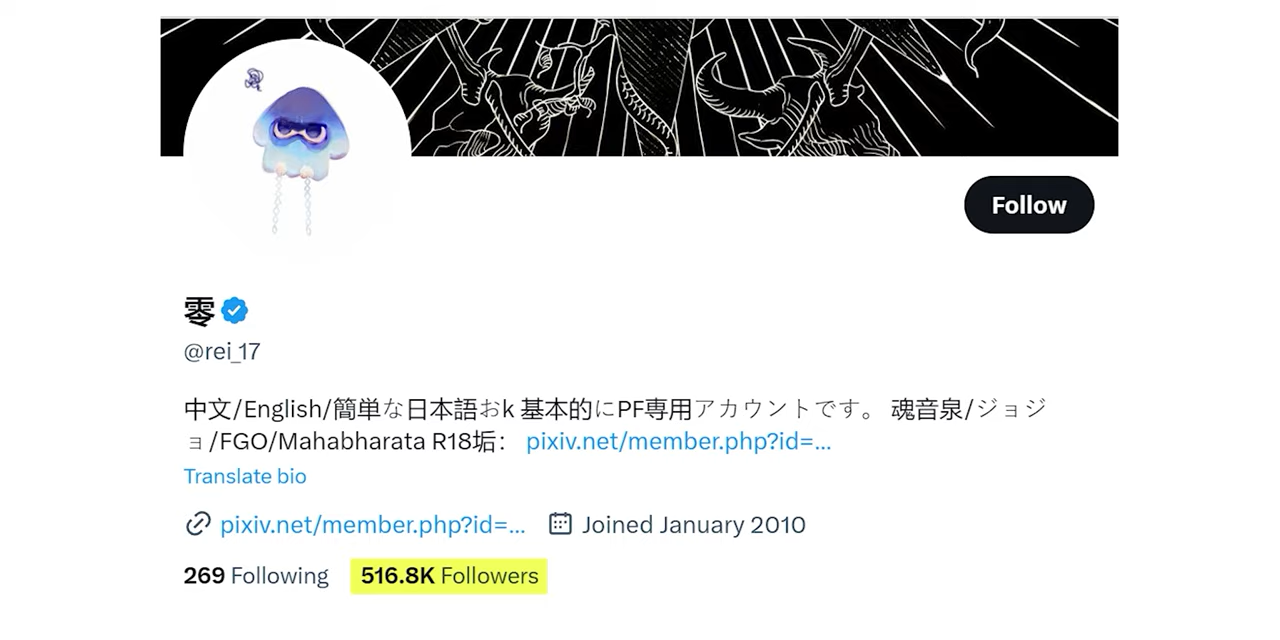 Follow
零
@rei_17
中文/English/簡単な日本語おk 基本的にPF専用アカウントです。 魂音泉/ジョジ
ョ/FGO/Mahabharata R18垢： pixiv.net/member.php?id=...
Translate bio
pixiv.net/member.php?id=... Joined January 2010
269 Following 516.8K Followers